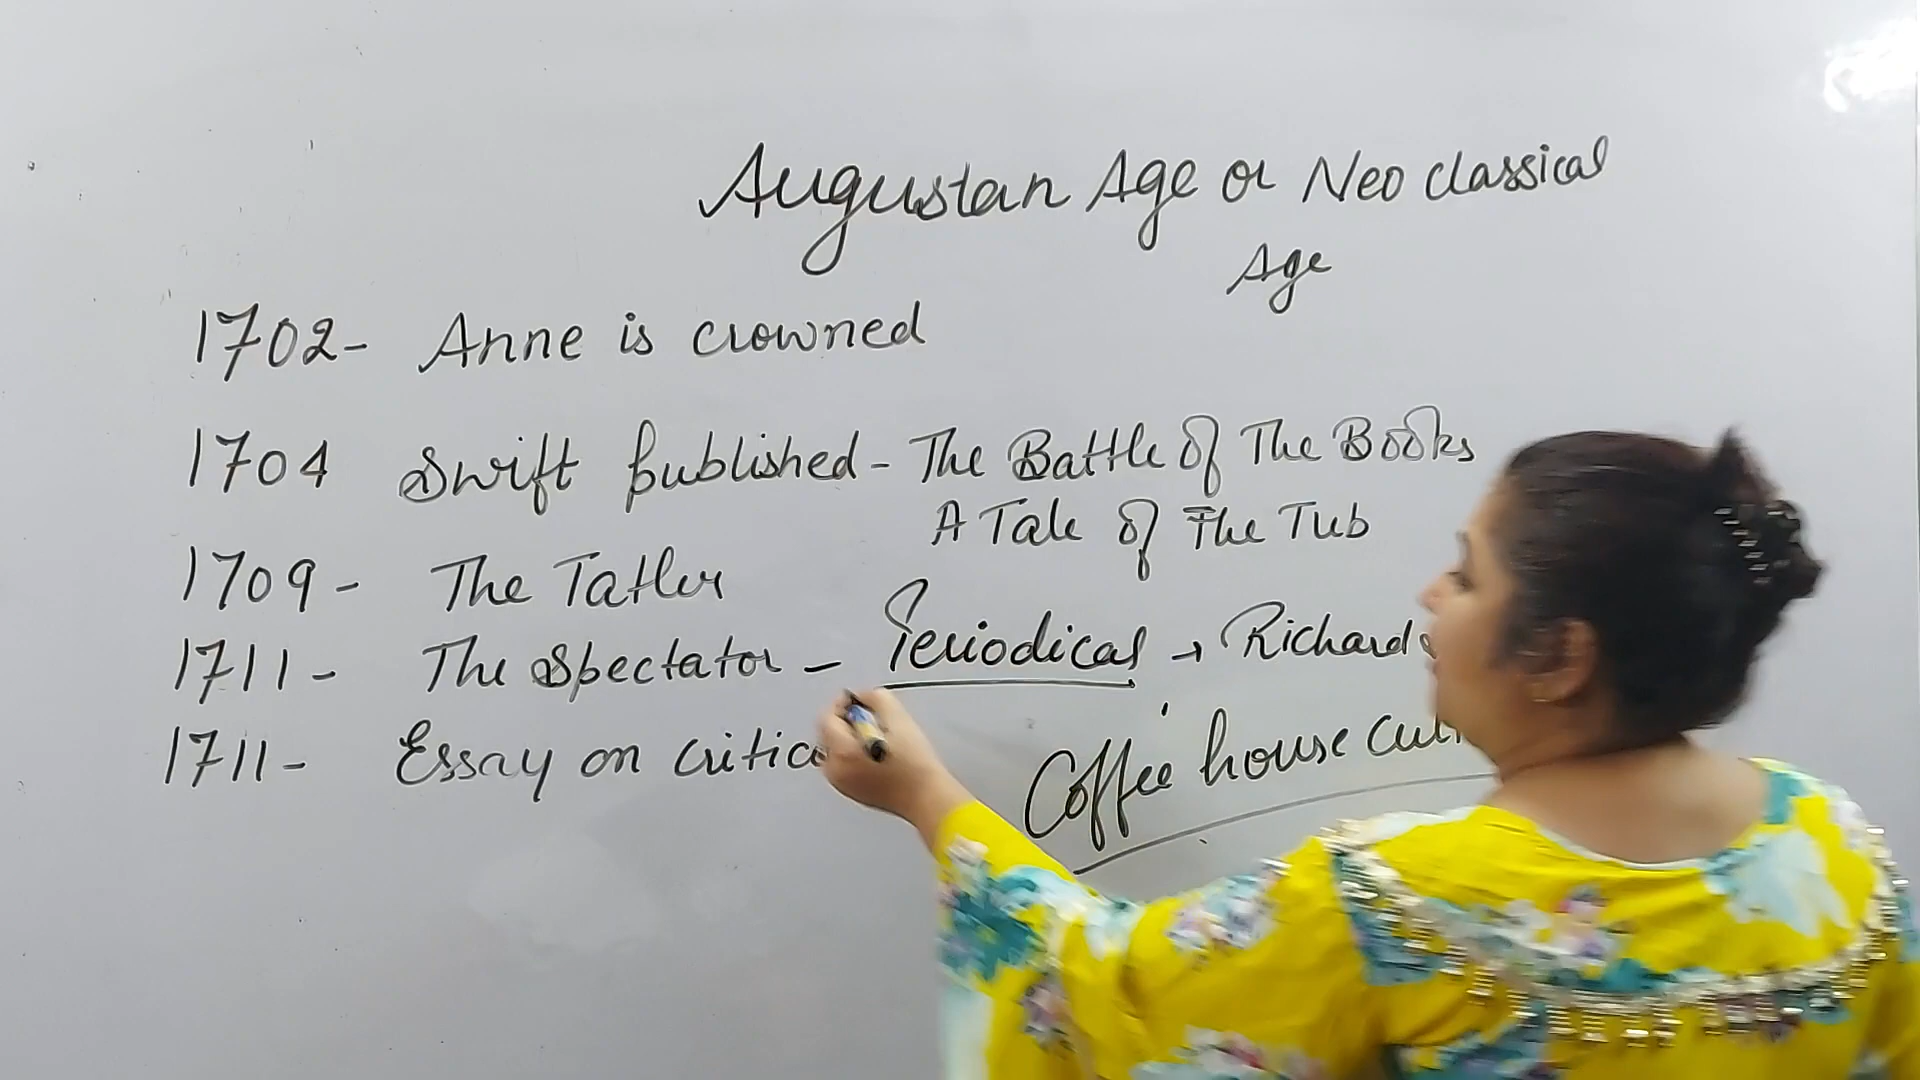 Augustan Age or Neo classical
Age
1702- Anne is crowned
1704 Swift published - The Battle of The Books
A Tale of The Tub
1709- The Tatler
1711- The Spectator - Periodical → Richard
1711- Essay on critic
Coffee house cul